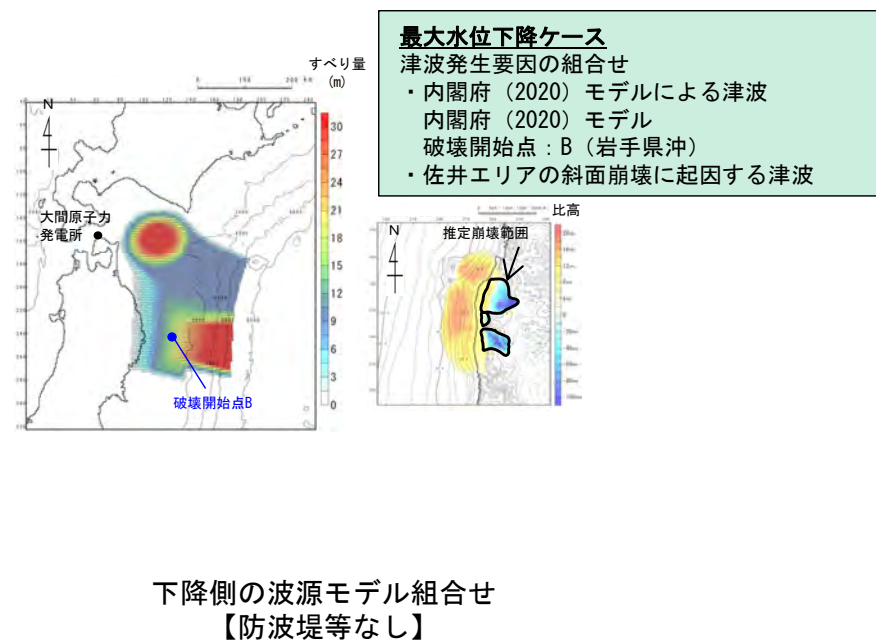 最大水位下降ケース
津波発生要因の組合せ
・内閣府（2020）モデルによる津波
内閣府（2020）モデル
破壊開始点：B（岩手県沖）
・佐井エリアの斜面崩壊に起因する津波
すべり量
(m)
N
大間原子力
発電所
破壊開始点B
30
27
24
21
18
15
12
9
6
3
0
比高
推定崩壊範囲
N
下降側の波源モデル組合せ
【防波堤等なし】